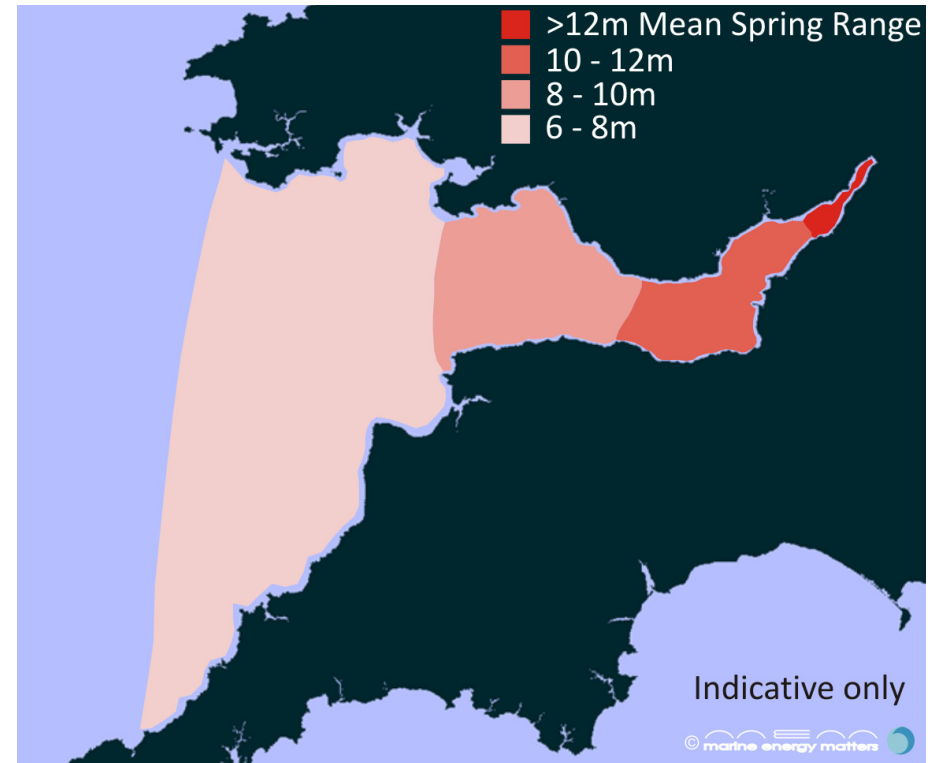 >12m Mean Spring Range
10 - 12m
8 - 10m
6 - 8m
Indicative only
© marine energy matters